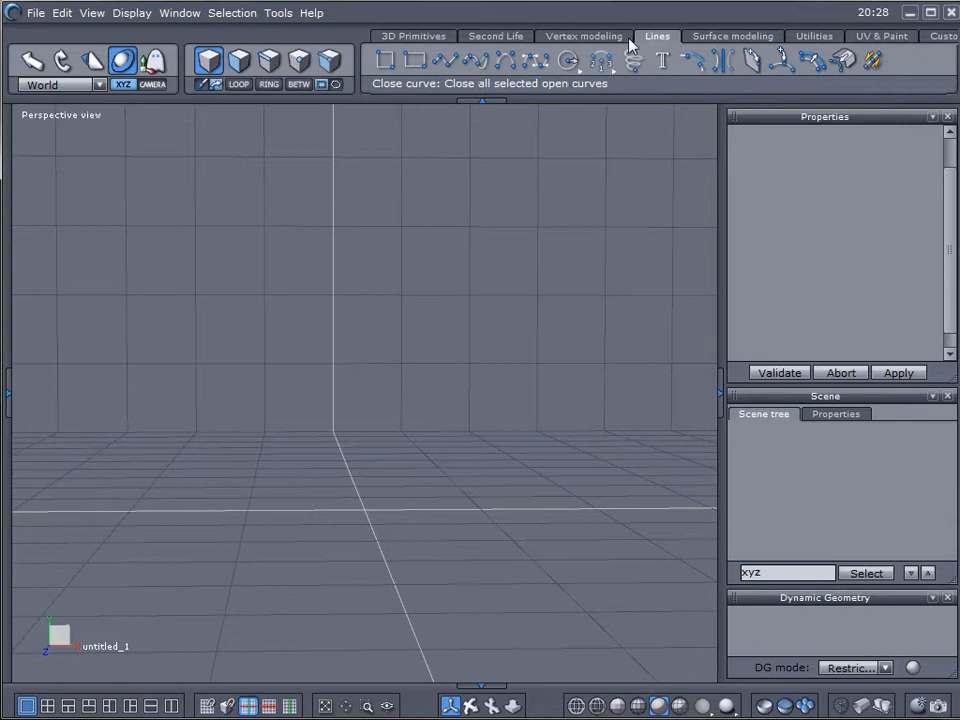 File Edit View Display Window Selection Tools Help 20:28
3D Primitives Second Life Vertex modeling Lines Surface modeling Utilities UV & Paint Custo
World XYZ CAMERA LOOP RING BETW
Close curve: Close all selected open curves
Perspective view
Properties
Validate Abort Apply
Scene
Scene tree Properties
xyz Select
Dynamic Geometry
DG mode: Restric...
Y
X
Z
untitled_1